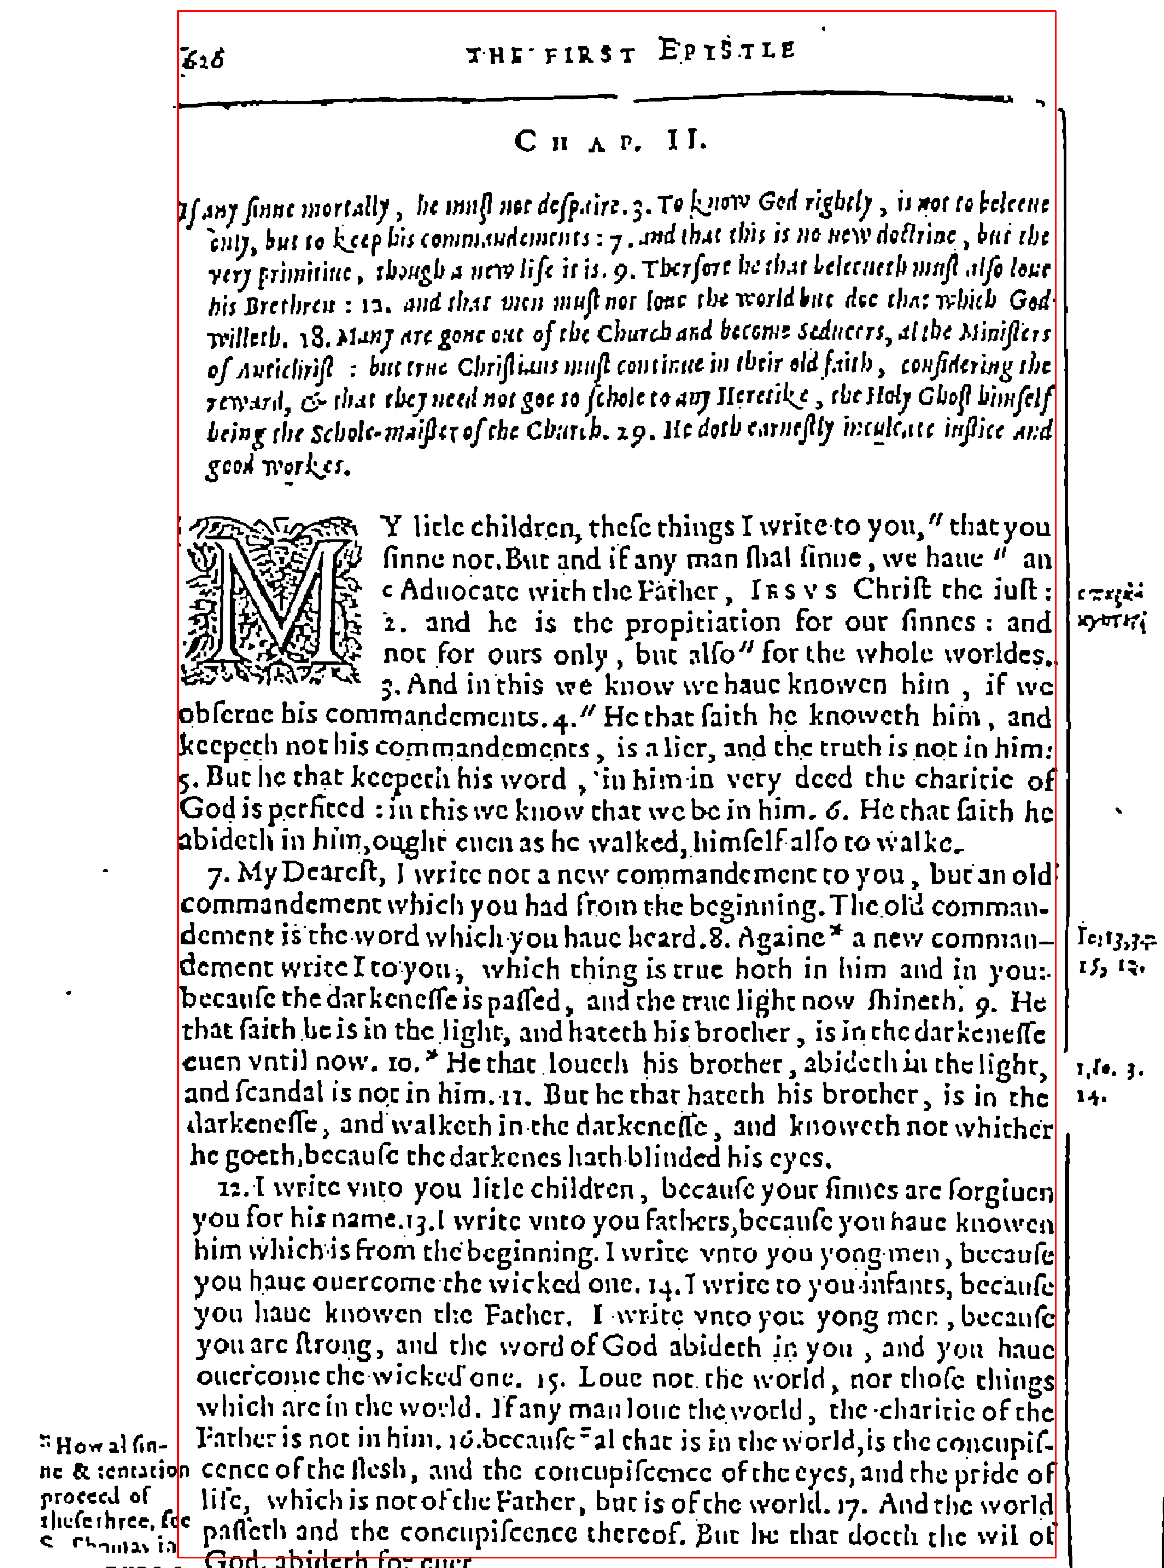 626 THE FIRST EPISTLE
CHAP. II.
If any ſinne mortally, he muſt not deſpaire. 3. To know God rightly, is not to beleeue
only, but to keep his commandements: 7. and that this is no new doctrine, but the
very primitiue, though a new life it is. 9. Therfore he that beleeueth muſt alſo loue
his Brethren: 12. and that men muſt not loue the world but doe that which God
willeth. 18. Many are gone out of the Church and become Seducers, al the Miniſters
of Antichriſt : but true Chriſtians muſt continue in their old faith, conſidering the
reward, & that they need not goe to ſchole to any Heretike, the Holy Ghoſt himſelf
being the Schole-maiſter of the Church. 29. He doth earneſtly inculcate iuſtice and
good workes.
MY litle children, theſe things I write to you, " that you
ſinne not. But and if any man ſhal ſinne, we haue " an
c Aduocate with the Father, IESVS Chriſt the iuſt:
2. and he is the propitiation for our ſinnes: and
not for ours only, but alſo " for the whole worldes.
3. And in this we know we haue knowen him, if we
obſerue his commandements. 4. " He that ſaith he knoweth him, and
keepeth not his commandements, is a lier, and the truth is not in him:
5. But he that keepeth his word, in him in very deed the charitie of
God is perfited: in this we know that we be in him. 6. He that ſaith he
abideth in him, ought euen as he walked, himſelf alſo to walke.
7. My Deareſt, I write not a new commandement to you, but an old
commandement which you had from the beginning. The old comman-
dement is the word which you haue heard. 8. Againe * a new comman-
dement write I to you, which thing is true both in him and in you:
becauſe the darkeneſſe is paſſed, and the true light now ſhineth. 9. He
that ſaith he is in the light, and hateth his brother, is in the darkeneſſe
euen vntil now. 10. * He that loueth his brother, abideth in the light,
and ſcandal is not in him. 11. But he that hateth his brother, is in the
darkeneſſe, and walketh in the darkeneſſe, and knoweth not whither
he goeth, becauſe the darkenes hath blinded his eyes.
12. I write vnto you litle children, becauſe your ſinnes are forgiuen
you for his name. 13. I write vnto you fathers, becauſe you haue knowen
him which is from the beginning. I write vnto you yong men, becauſe
you haue ouercome the wicked one. 14. I write to you infants, becauſe
you haue knowen the Father. I write vnto you yong men, becauſe
you are ſtrong, and the word of God abideth in you, and you haue
ouercome the wicked one. 15. Loue not the world, nor thoſe things
which are in the world. If any man loue the world, the charitie of the
Father is not in him. 16. becauſe al that is in the world, is the concupiſ-
cence of the fleſh, and the concupiſcence of the eyes, and the pride of
life, which is not of the Father, but is of the world. 17. And the world
paſſeth and the concupiſcence thereof. But he that doeth the wil of
God, abideth for euer
15, 12.
1. Io. 3.
14.
How al ſin-
ne & tentation
proceed of
theſe three, ſee
S. Thomas in